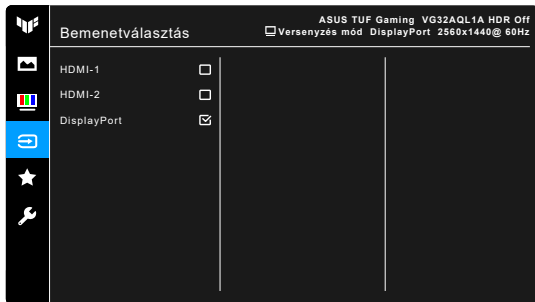 ASUS TUF Gaming VG32AQL1A HDR Off
Bemenetválasztás
Versenyzés mód DisplayPort 2560x1440@ 60Hz
HDMI-1
HDMI-2
DisplayPort